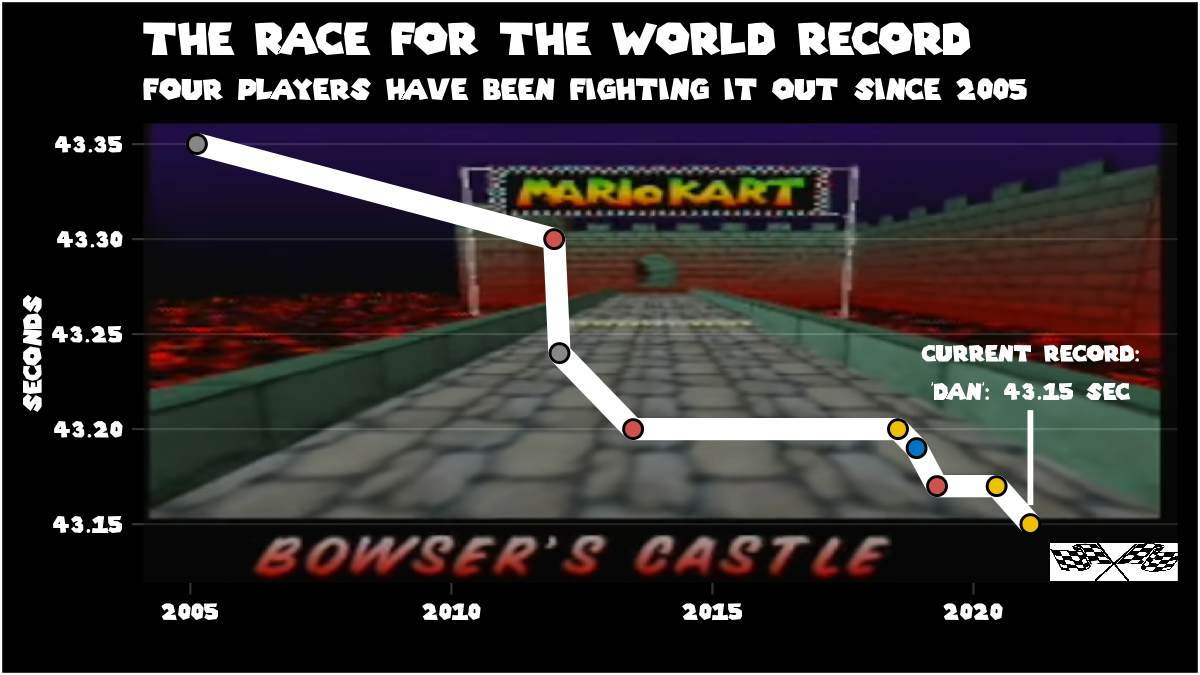 THE RACE FOR THE WORLD RECORD
FOUR PLAYERS HAVE BEEN FIGHTING IT OUT SINCE 2005
43.35
43.30
43.25
43.20
43.15
SECONDS
MARIO KART
CURRENT RECORD:
'DAN': 43.15 SEC
BOWSER'S CASTLE
2005
2010
2015
2020